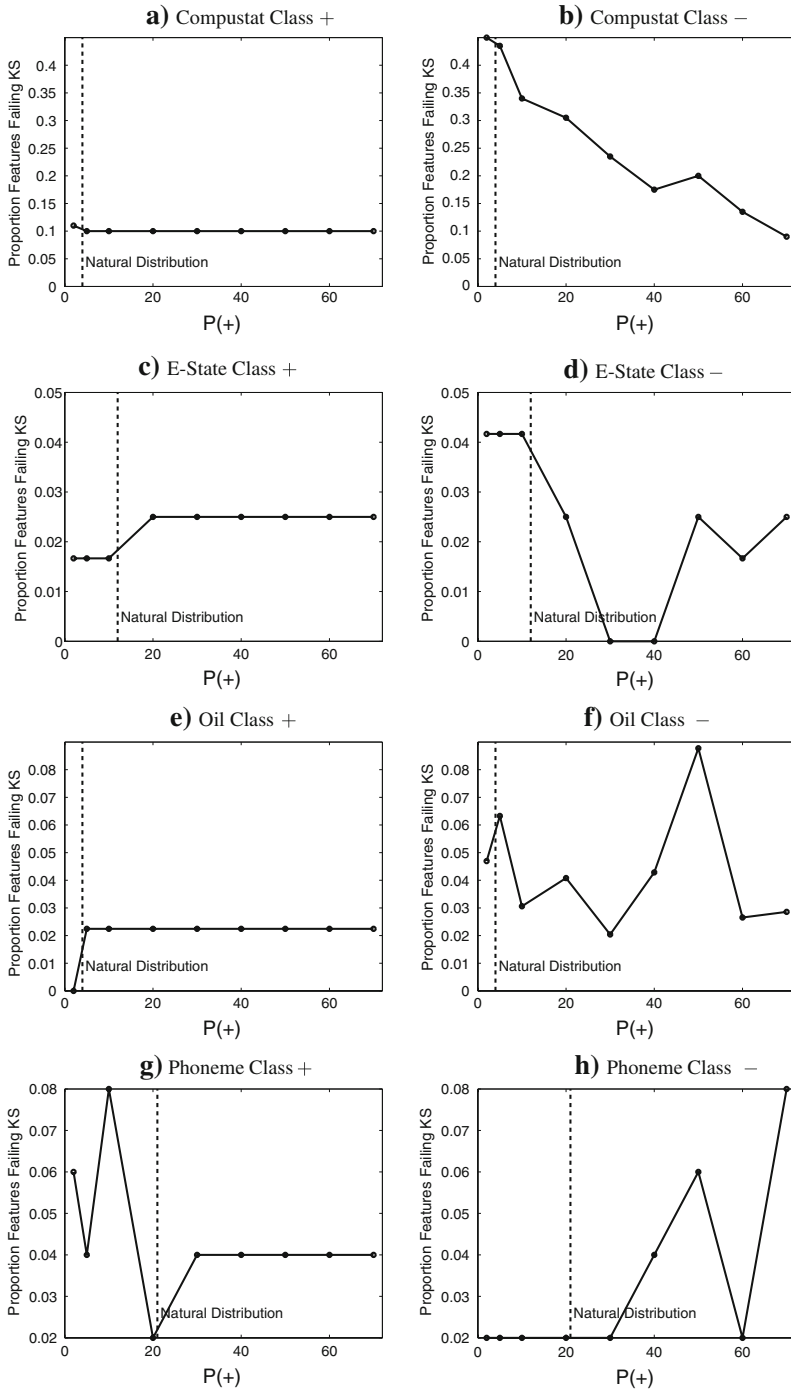 a) Compustat Class +
Proportion Features Failing KS
0.4
0.35
0.3
0.25
0.2
0.15
0.1
0.05
0
Natural Distribution
0 20 40 60
P(+)
b) Compustat Class −
Proportion Features Failing KS
0.4
0.35
0.3
0.25
0.2
0.15
0.1
0.05
0
Natural Distribution
0 20 40 60
P(+)
c) E-State Class +
Proportion Features Failing KS
0.05
0.04
0.03
0.02
0.01
0
Natural Distribution
0 20 40 60
P(+)
d) E-State Class −
Proportion Features Failing KS
0.05
0.04
0.03
0.02
0.01
0
Natural Distribution
0 20 40 60
P(+)
e) Oil Class +
Proportion Features Failing KS
0.08
0.07
0.06
0.05
0.04
0.03
0.02
0.01
0
Natural Distribution
0 20 40 60
P(+)
f) Oil Class −
Proportion Features Failing KS
0.08
0.07
0.06
0.05
0.04
0.03
0.02
0.01
0
Natural Distribution
0 20 40 60
P(+)
g) Phoneme Class +
Proportion Features Failing KS
0.08
0.07
0.06
0.05
0.04
0.03
0.02
Natural Distribution
0 20 40 60
P(+)
h) Phoneme Class −
Proportion Features Failing KS
0.08
0.07
0.06
0.05
0.04
0.03
0.02
Natural Distribution
0 20 40 60
P(+)